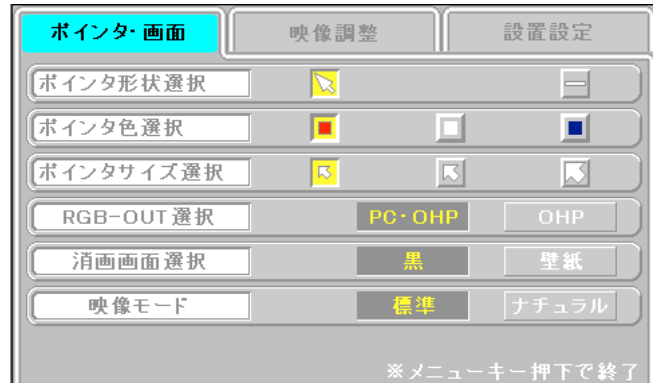 ポインタ・画面 映像調整 設置設定
ポインタ形状選択
ポインタ色選択
ポインタサイズ選択
RGB-OUT選択 PC・OHP OHP
消画画面選択 黒 壁紙
映像モード 標準 ナチュラル
※メニューキー押下で終了